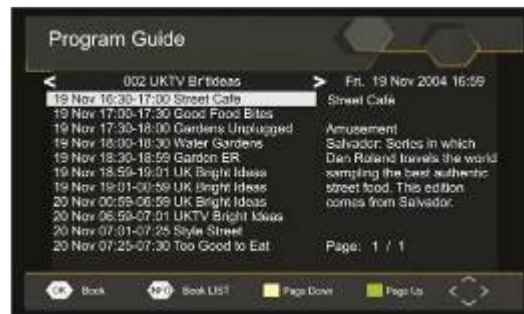 Program Guide
002 UKTV Br'tIdeas
Fri, 19 Nov 2004 16:59
19 Nov 16:30-17:00 Street Café
19 Nov 17:00-17:30 Good Food Bites
19 Nov 17:30-18:00 Gardens Unplugged
19 Nov 18:00-18:30 Water Gardens
19 Nov 18:30-18:59 Garden ER
19 Nov 18:59-19:01 UK Bright Ideas
19 Nov 19:01-00:59 UK Bright Ideas
20 Nov 00:59-06:59 UK Bright Ideas
20 Nov 06:59-07:01 UKTV Bright Ideas
20 Nov 07:01-07:25 Style Street
20 Nov 07:25-07:30 Too Good to Eat
Street Café
Amusement
Salvador: Series in which
Dan Roland travels the world
sampling the best authentic
street food. This edition
comes from Salvador.
Page: 1 / 1
OK Book
INFO Book LIST
Page Down
Page Up